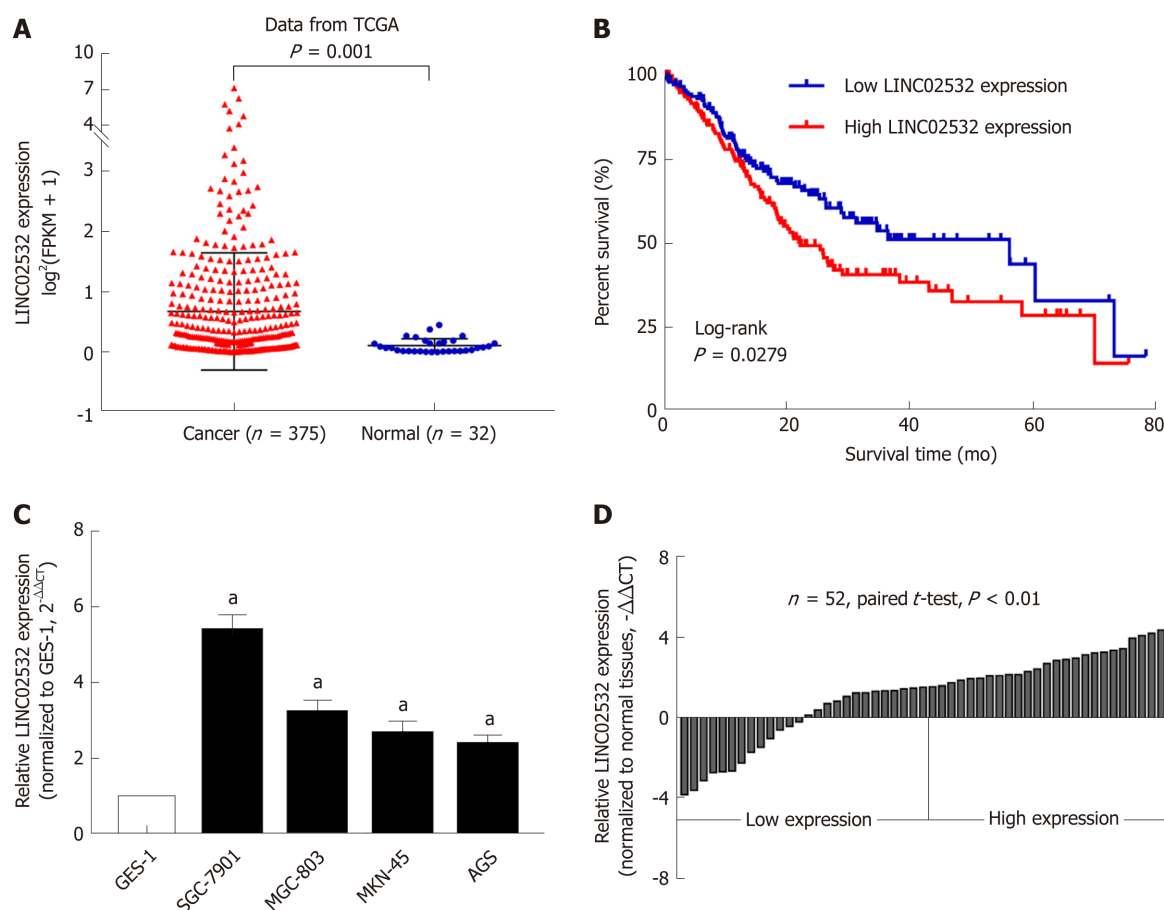 A
Data from TCGA
P = 0.001
LINC02532 expression
log²(FPKM + 1)
10
7
4
3
2
1
0
-1
Cancer (n = 375)
Normal (n = 32)
B
Low LINC02532 expression
High LINC02532 expression
Percent survival (%)
100
75
50
25
0
Log-rank
P = 0.0279
0
20
40
60
80
Survival time (mo)
C
Relative LINC02532 expression
(normalized to GES-1, 2-ΔΔCT)
8
6
4
2
0
a
a
a
a
GES-1
SGC-7901
MGC-803
MKN-45
AGS
D
Relative LINC02532 expression
(normalized to normal tissues, -ΔΔCT)
8
4
0
-4
-8
n = 52, paired t-test, P < 0.01
Low expression
High expression